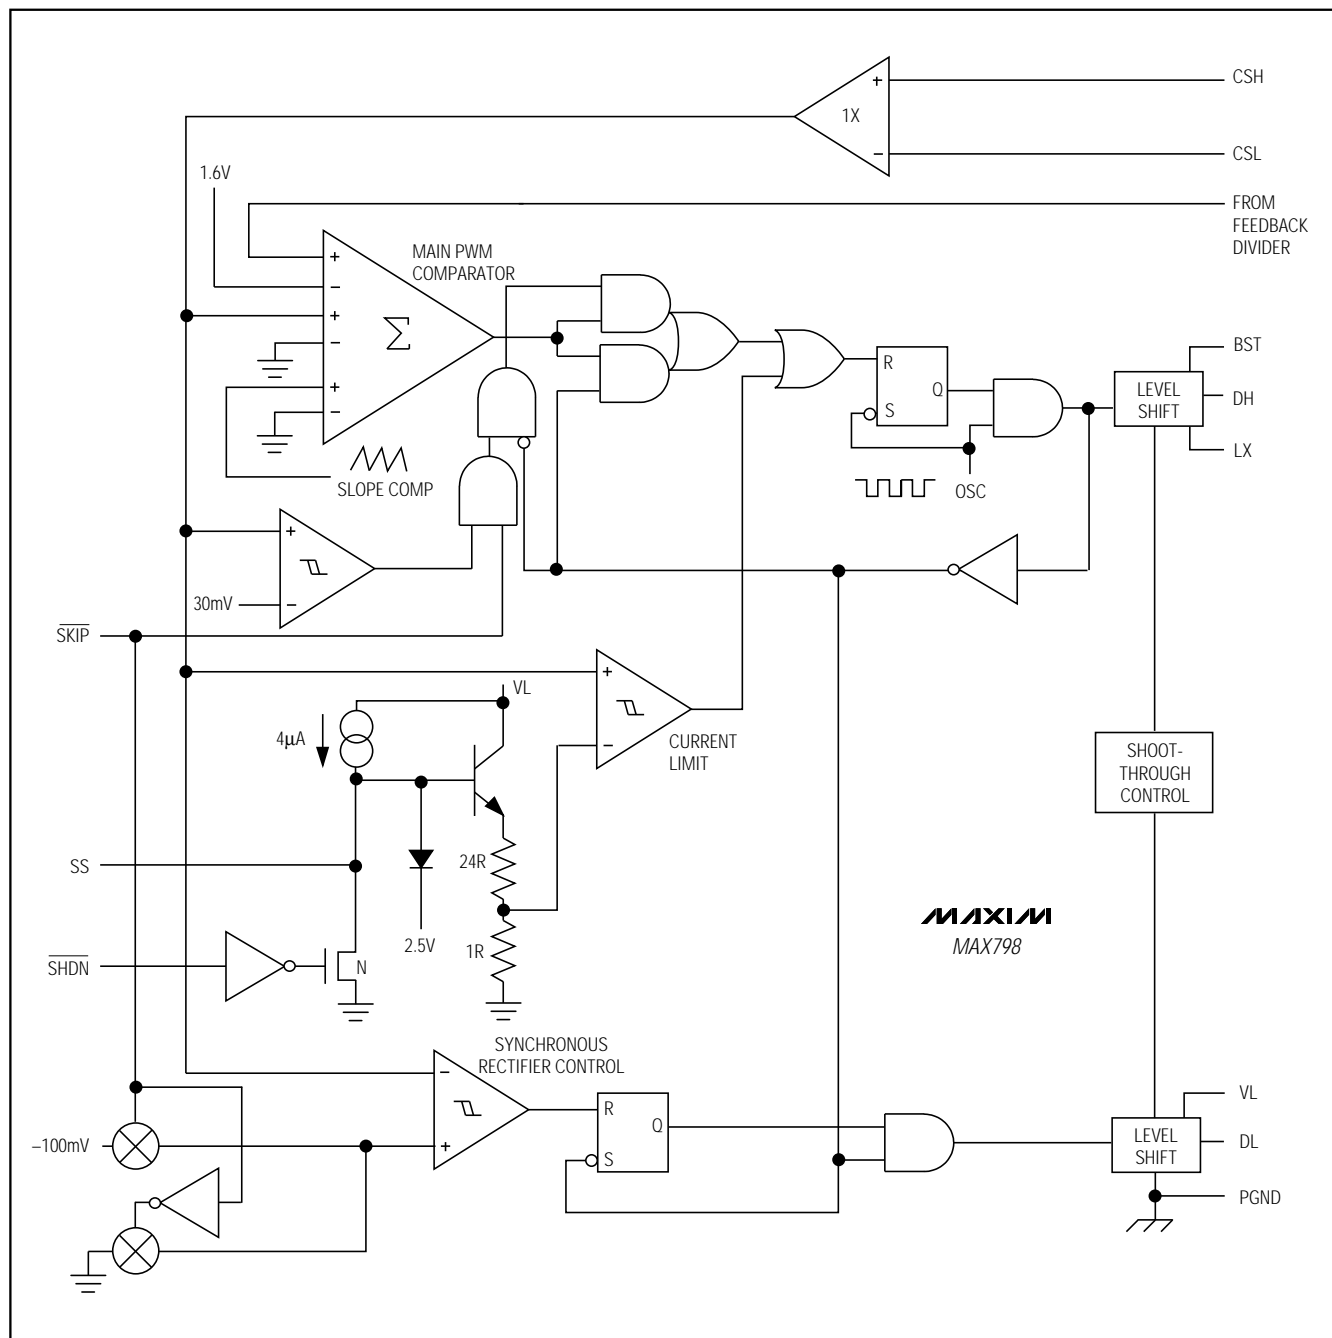 CSH
+
1X
−
CSL
1.6V
FROM
FEEDBACK
DIVIDER
MAIN PWM
COMPARATOR
+
−
+
−
+
−
Σ
SLOPE COMP
R
Q
S
OSC
LEVEL
SHIFT
BST
DH
LX
+
30mV
−
SKIP
VL
4µA
+
−
CURRENT
LIMIT
SHOOT-
THROUGH
CONTROL
SS
24R
2.5V
1R
SHDN
N
MAXIM
MAX798
SYNCHRONOUS
RECTIFIER CONTROL
−
+
R
Q
S
–100mV
LEVEL
SHIFT
VL
DL
PGND